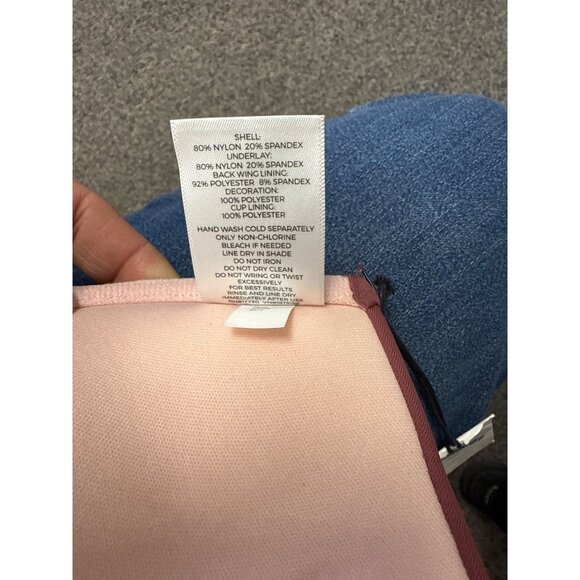 SHELL:
80% NYLON 20% SPANDEX
UNDERLAY:
80% NYLON 20% SPANDEX
BACK WING LINING:
92% POLYESTER 8% SPANDEX
DECORATION:
100% POLYESTER
CUP LINING:
100% POLYESTER
HAND WASH COLD SEPARATELY
ONLY NON-CHLORINE
BLEACH IF NEEDED
LINE DRY IN SHADE
DO NOT IRON
DO NOT DRY CLEAN
DO NOT WRING OR TWIST
EXCESSIVELY
FOR BEST RESULTS
RINSE AND LINE DRY
IMMEDIATELY AFTER USE